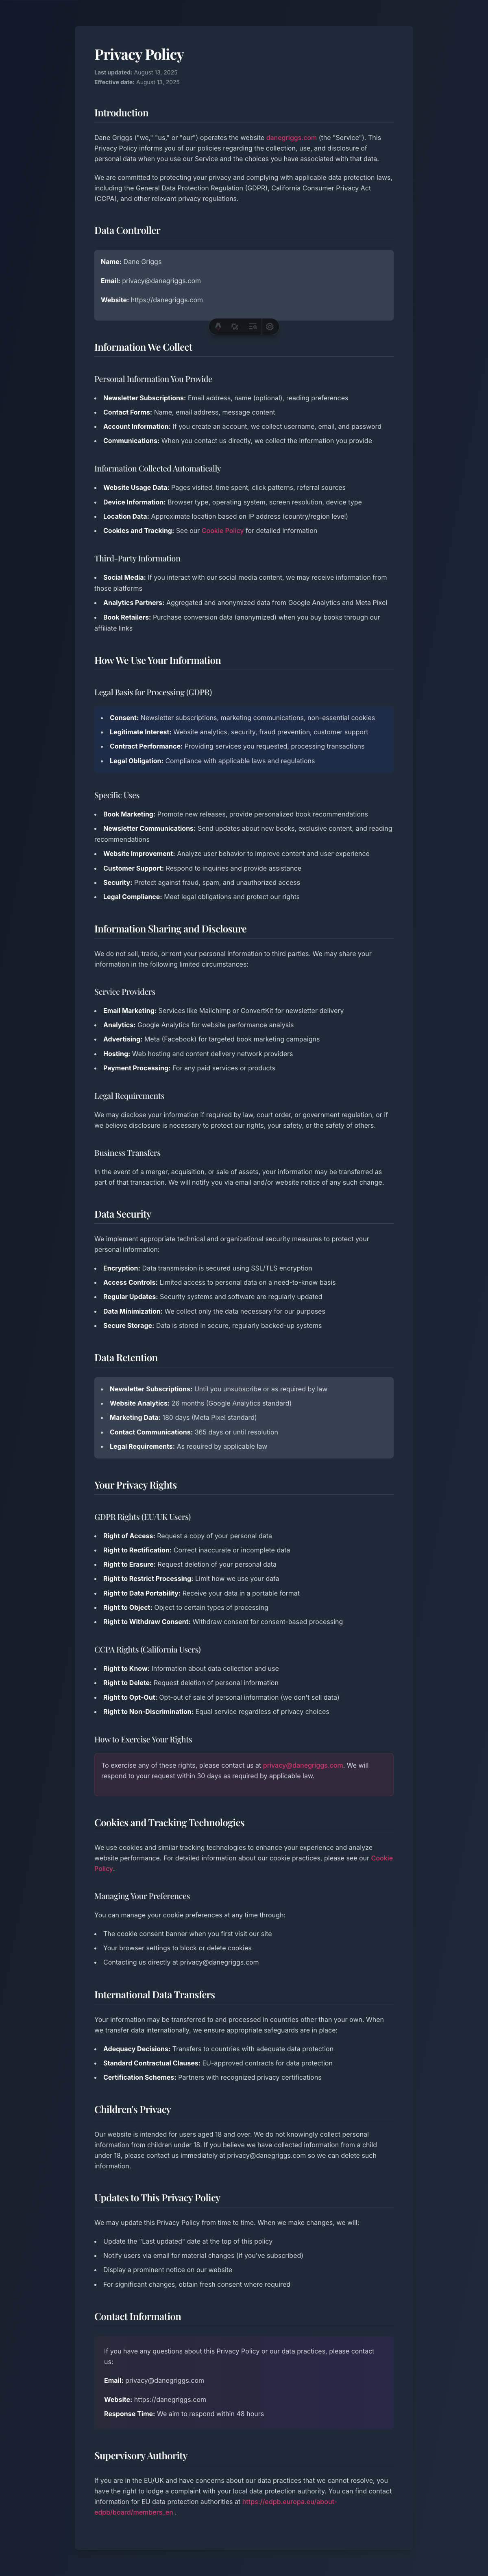 Privacy Policy
Last updated: August 13, 2025
Effective date: August 13, 2025
Introduction
Dane Griggs ("we," "us," or "our") operates the website danegriggs.com (the "Service"). This
Privacy Policy informs you of our policies regarding the collection, use, and disclosure of
personal data when you use our Service and the choices you have associated with that data.
We are committed to protecting your privacy and complying with applicable data protection laws,
including the General Data Protection Regulation (GDPR), California Consumer Privacy Act
(CCPA), and other relevant privacy regulations.
Data Controller
Name: Dane Griggs
Email: privacy@danegriggs.com
Website: https://danegriggs.com
Information We Collect
Personal Information You Provide
• Newsletter Subscriptions: Email address, name (optional), reading preferences
• Contact Forms: Name, email address, message content
• Account Information: If you create an account, we collect username, email, and password
• Communications: When you contact us directly, we collect the information you provide
Information Collected Automatically
• Website Usage Data: Pages visited, time spent, click patterns, referral sources
• Device Information: Browser type, operating system, screen resolution, device type
• Location Data: Approximate location based on IP address (country/region level)
• Cookies and Tracking: See our Cookie Policy for detailed information
Third-Party Information
• Social Media: If you interact with our social media content, we may receive information from
those platforms
• Analytics Partners: Aggregated and anonymized data from Google Analytics and Meta Pixel
• Book Retailers: Purchase conversion data (anonymized) when you buy books through our
affiliate links
How We Use Your Information
Legal Basis for Processing (GDPR)
• Consent: Newsletter subscriptions, marketing communications, non-essential cookies
• Legitimate Interest: Website analytics, security, fraud prevention, customer support
• Contract Performance: Providing services you requested, processing transactions
• Legal Obligation: Compliance with applicable laws and regulations
Specific Uses
• Book Marketing: Promote new releases, provide personalized book recommendations
• Newsletter Communications: Send updates about new books, exclusive content, and reading
recommendations
• Website Improvement: Analyze user behavior to improve content and user experience
• Customer Support: Respond to inquiries and provide assistance
• Security: Protect against fraud, spam, and unauthorized access
• Legal Compliance: Meet legal obligations and protect our rights
Information Sharing and Disclosure
We do not sell, trade, or rent your personal information to third parties. We may share your
information in the following limited circumstances:
Service Providers
• Email Marketing: Services like Mailchimp or ConvertKit for newsletter delivery
• Analytics: Google Analytics for website performance analysis
• Advertising: Meta (Facebook) for targeted book marketing campaigns
• Hosting: Web hosting and content delivery network providers
• Payment Processing: For any paid services or products
Legal Requirements
We may disclose your information if required by law, court order, or government regulation, or if
we believe disclosure is necessary to protect our rights, your safety, or the safety of others.
Business Transfers
In the event of a merger, acquisition, or sale of assets, your information may be transferred as
part of that transaction. We will notify you via email and/or website notice of any such change.
Data Security
We implement appropriate technical and organizational security measures to protect your
personal information:
• Encryption: Data transmission is secured using SSL/TLS encryption
• Access Controls: Limited access to personal data on a need-to-know basis
• Regular Updates: Security systems and software are regularly updated
• Data Minimization: We collect only the data necessary for our purposes
• Secure Storage: Data is stored in secure, regularly backed-up systems
Data Retention
• Newsletter Subscriptions: Until you unsubscribe or as required by law
• Website Analytics: 26 months (Google Analytics standard)
• Marketing Data: 180 days (Meta Pixel standard)
• Contact Communications: 365 days or until resolution
• Legal Requirements: As required by applicable law
Your Privacy Rights
GDPR Rights (EU/UK Users)
• Right of Access: Request a copy of your personal data
• Right to Rectification: Correct inaccurate or incomplete data
• Right to Erasure: Request deletion of your personal data
• Right to Restrict Processing: Limit how we use your data
• Right to Data Portability: Receive your data in a portable format
• Right to Object: Object to certain types of processing
• Right to Withdraw Consent: Withdraw consent for consent-based processing
CCPA Rights (California Users)
• Right to Know: Information about data collection and use
• Right to Delete: Request deletion of personal information
• Right to Opt-Out: Opt-out of sale of personal information (we don't sell data)
• Right to Non-Discrimination: Equal service regardless of privacy choices
How to Exercise Your Rights
To exercise any of these rights, please contact us at privacy@danegriggs.com. We will
respond to your request within 30 days as required by applicable law.
Cookies and Tracking Technologies
We use cookies and similar tracking technologies to enhance your experience and analyze
website performance. For detailed information about our cookie practices, please see our Cookie
Policy.
Managing Your Preferences
You can manage your cookie preferences at any time through:
• The cookie consent banner when you first visit our site
• Your browser settings to block or delete cookies
• Contacting us directly at privacy@danegriggs.com
International Data Transfers
Your information may be transferred to and processed in countries other than your own. When
we transfer data internationally, we ensure appropriate safeguards are in place:
• Adequacy Decisions: Transfers to countries with adequate data protection
• Standard Contractual Clauses: EU-approved contracts for data protection
• Certification Schemes: Partners with recognized privacy certifications
Children's Privacy
Our website is intended for users aged 18 and over. We do not knowingly collect personal
information from children under 18. If you believe we have collected information from a child
under 18, please contact us immediately at privacy@danegriggs.com so we can delete such
information.
Updates to This Privacy Policy
We may update this Privacy Policy from time to time. When we make changes, we will:
• Update the "Last updated" date at the top of this policy
• Notify users via email for material changes (if you've subscribed)
• Display a prominent notice on our website
• For significant changes, obtain fresh consent where required
Contact Information
If you have any questions about this Privacy Policy or our data practices, please contact
us:
Email: privacy@danegriggs.com
Website: https://danegriggs.com
Response Time: We aim to respond within 48 hours
Supervisory Authority
If you are in the EU/UK and have concerns about our data practices that we cannot resolve, you
have the right to lodge a complaint with your local data protection authority. You can find contact
information for EU data protection authorities at https://edpb.europa.eu/about-
edpb/board/members_en .